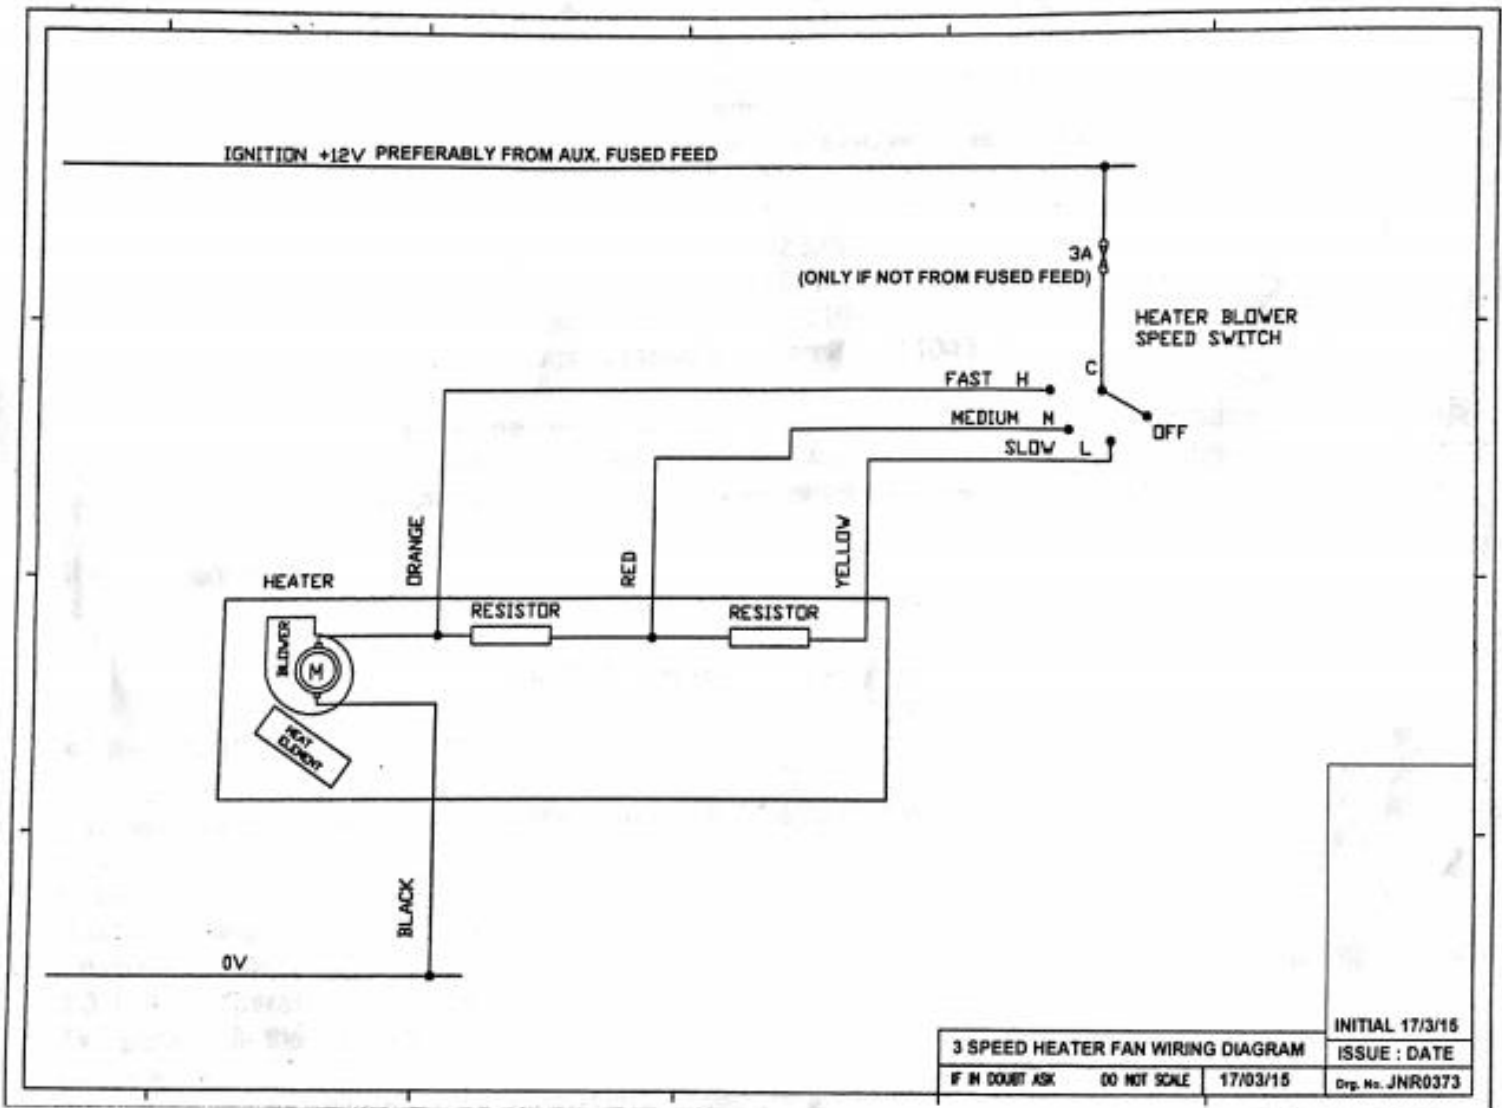 IGNITION +12V PREFERABLY FROM AUX. FUSED FEED
3A
(ONLY IF NOT FROM FUSED FEED)
HEATER BLOWER
SPEED SWITCH
C
FAST H
MEDIUM
OFF
SLOW L
ORANGE
RED
YELLOW
HEATER
RESISTOR
RESISTOR
BLOWER
M
HEAT
ELEMENT
BLACK
0V
INITIAL 17/3/15
3 SPEED HEATER FAN WIRING DIAGRAM
ISSUE : DATE
IF IN DOUBT ASK DO NOT SCALE 17/03/15
Drg. No. JNR0373